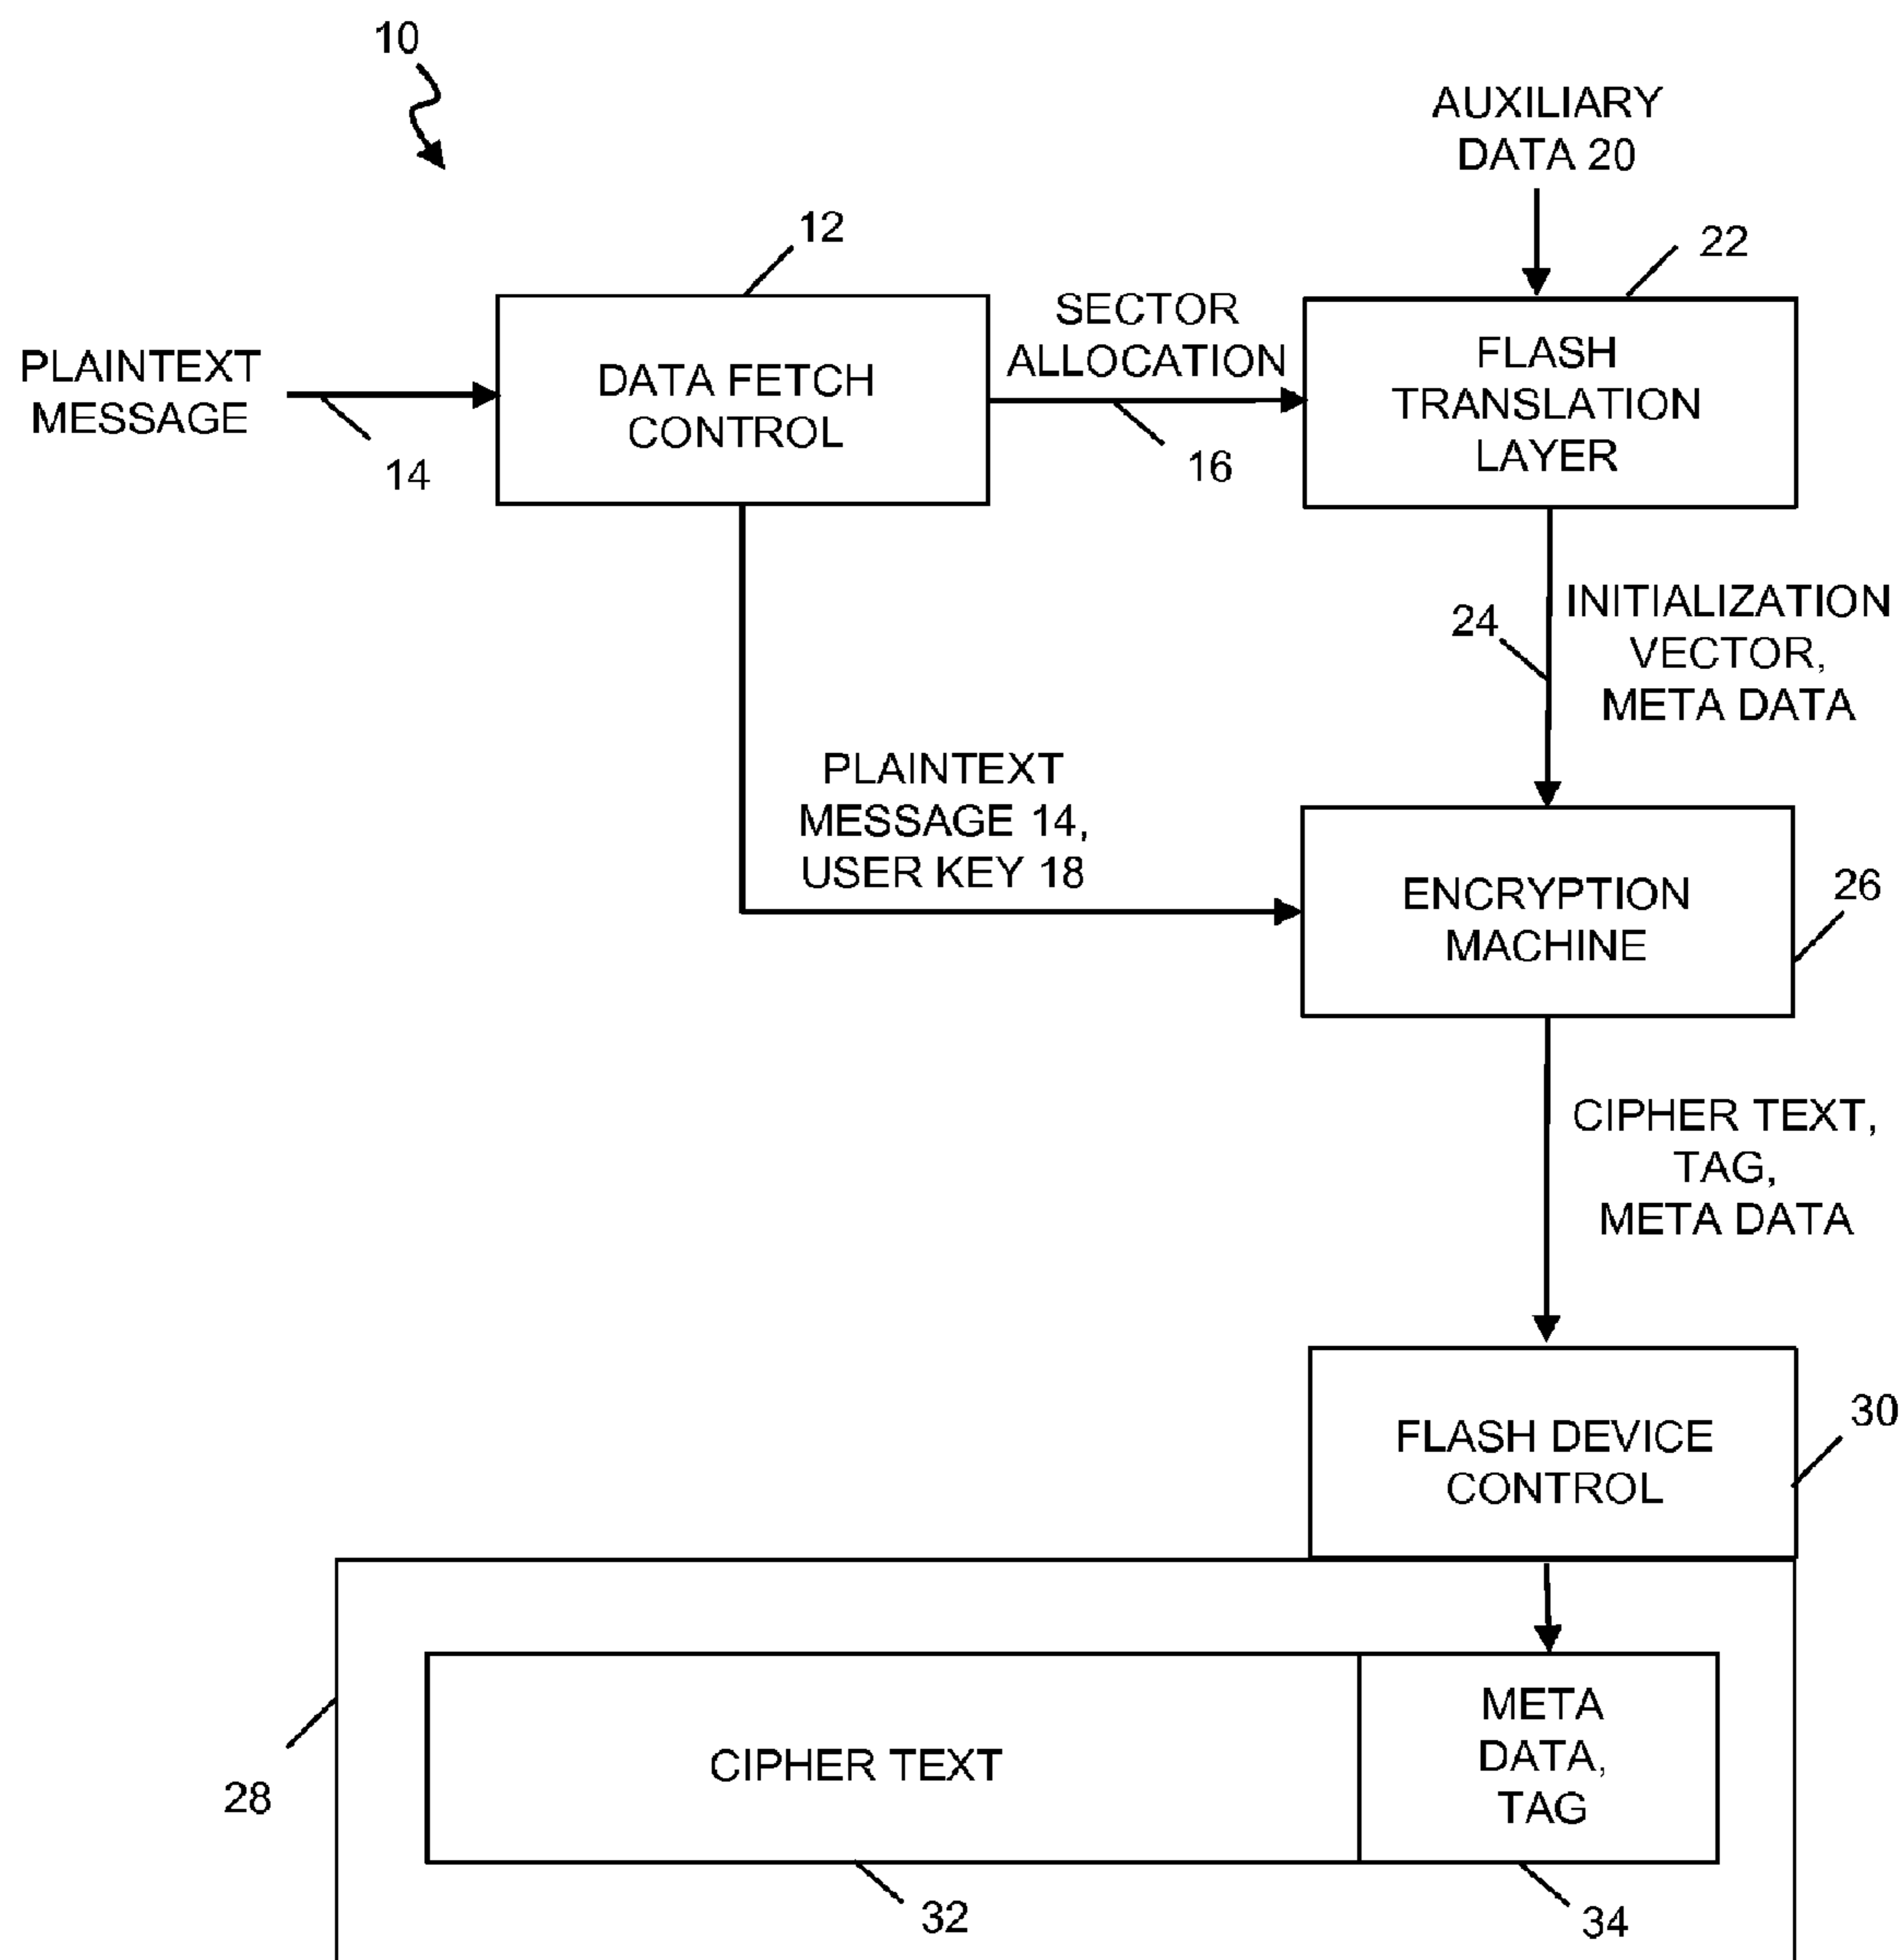 10
AUXILIARY
DATA 20
12
22
PLAINTEXT
MESSAGE
14
DATA FETCH
CONTROL
SECTOR
ALLOCATION
16
FLASH
TRANSLATION
LAYER
24
INITIALIZATION
VECTOR,
META DATA
PLAINTEXT
MESSAGE 14,
USER KEY 18
ENCRYPTION
MACHINE
26
CIPHER TEXT,
TAG,
META DATA
FLASH DEVICE
CONTROL
30
28
CIPHER TEXT
META
DATA,
TAG
32
34